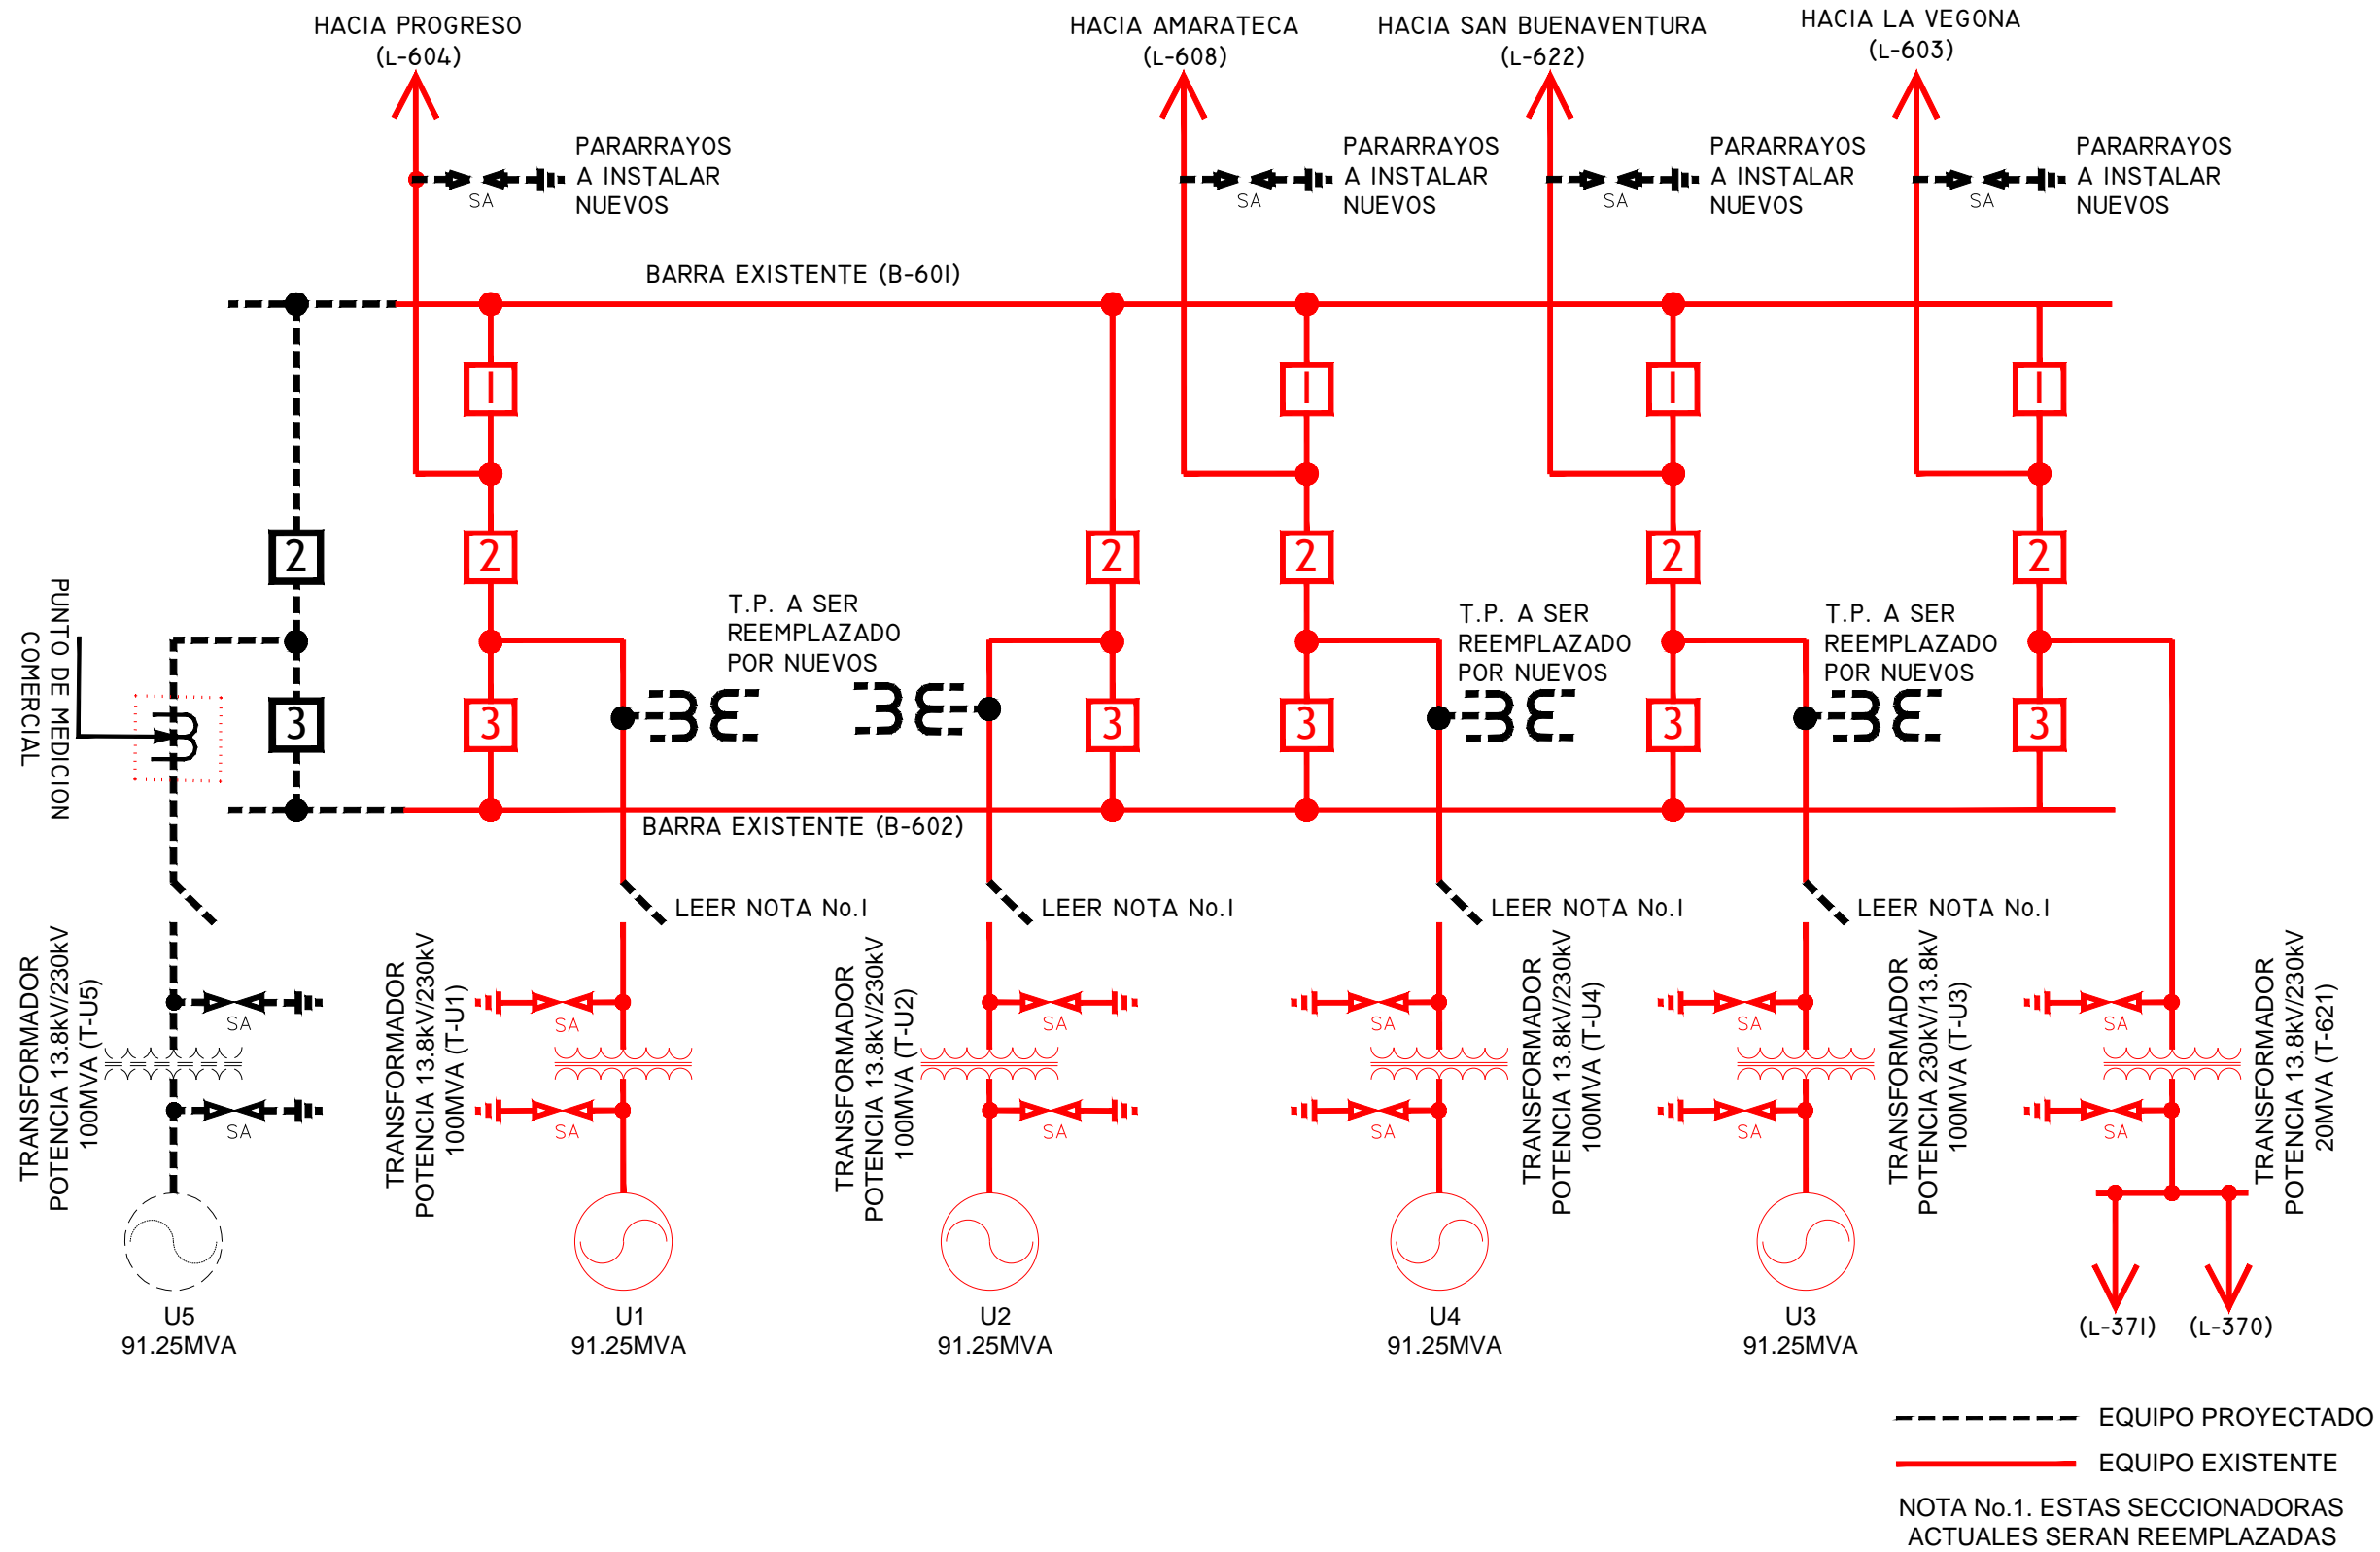 HACIA PROGRESO
(L-604)
HACIA AMARATECA
(L-608)
HACIA SAN BUENAVENTURA
(L-622)
HACIA LA VEGONA
(L-603)
PARARRAYOS
A INSTALAR
NUEVOS
SA
PARARRAYOS
A INSTALAR
NUEVOS
SA
PARARRAYOS
A INSTALAR
NUEVOS
SA
PARARRAYOS
A INSTALAR
NUEVOS
SA
BARRA EXISTENTE (B-601)
1
1
1
1
2
2
2
2
2
2
PUNTO DE MEDICION
COMERCIAL
T.P. A SER
REEMPLAZADO
POR NUEVOS
T.P. A SER
REEMPLAZADO
POR NUEVOS
T.P. A SER
REEMPLAZADO
POR NUEVOS
3
3
3
3
3
3
BARRA EXISTENTE (B-602)
LEER NOTA No.1
LEER NOTA No.1
LEER NOTA No.1
LEER NOTA No.1
TRANSFORMADOR
POTENCIA 13.8kV/230kV
100MVA (T-U5)
SA
SA
TRANSFORMADOR
POTENCIA 13.8kV/230kV
100MVA (T-U1)
SA
SA
TRANSFORMADOR
POTENCIA 13.8kV/230kV
100MVA (T-U2)
SA
SA
TRANSFORMADOR
POTENCIA 13.8kV/230kV
100MVA (T-U4)
SA
SA
TRANSFORMADOR
POTENCIA 230kV/13.8kV
100MVA (T-U3)
SA
SA
TRANSFORMADOR
POTENCIA 13.8kV/230kV
20MVA (T-621)
SA
SA
U5
91.25MVA
U1
91.25MVA
U2
91.25MVA
U4
91.25MVA
U3
91.25MVA
(L-371)
(L-370)
EQUIPO PROYECTADO
EQUIPO EXISTENTE
NOTA No.1. ESTAS SECCIONADORAS
ACTUALES SERAN REEMPLAZADAS